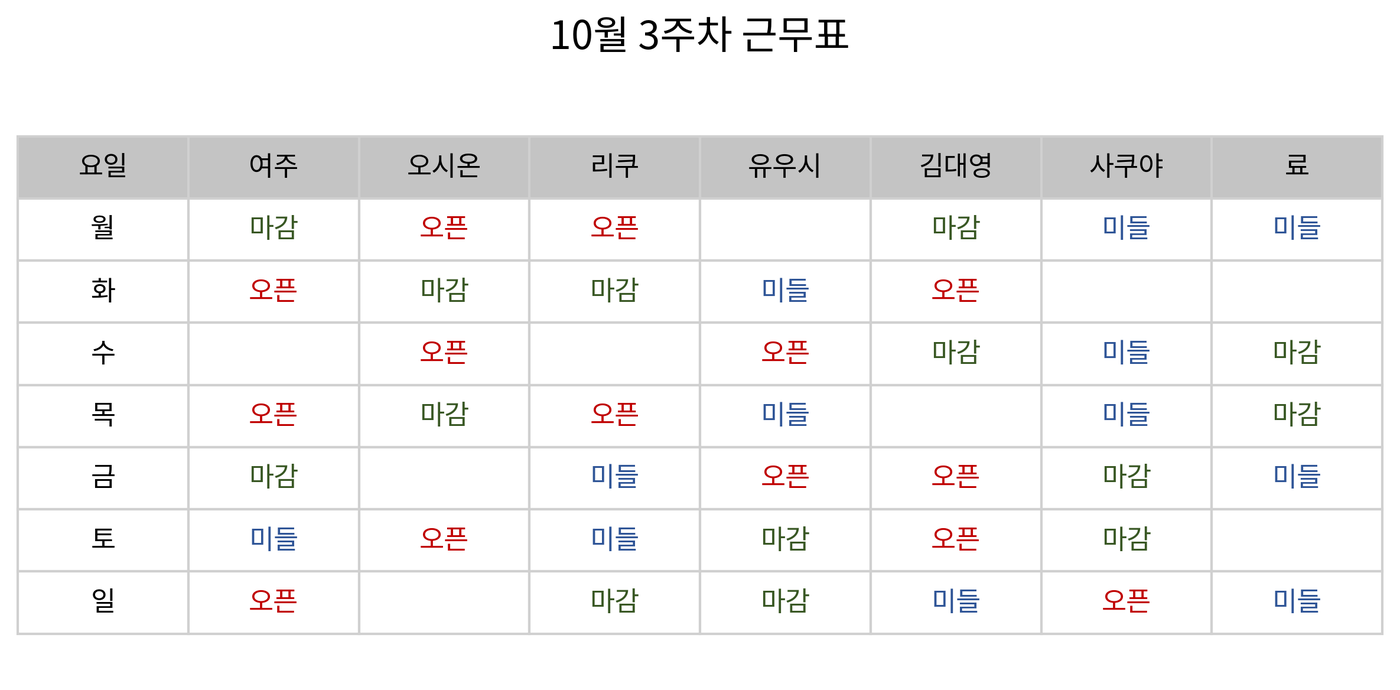 10월 3주차 근무표
요일 여주 오시온 리쿠 유우시 김대영 사쿠야 료
월 마감 오픈 오픈 마감 미들 미들
화 오픈 마감 마감 미들 오픈
수 오픈 오픈 마감 미들 마감
목 오픈 마감 오픈 미들 미들 마감
금 마감 미들 오픈 오픈 마감 미들
토 미들 오픈 미들 마감 오픈 마감
일 오픈 마감 마감 미들 오픈 미들